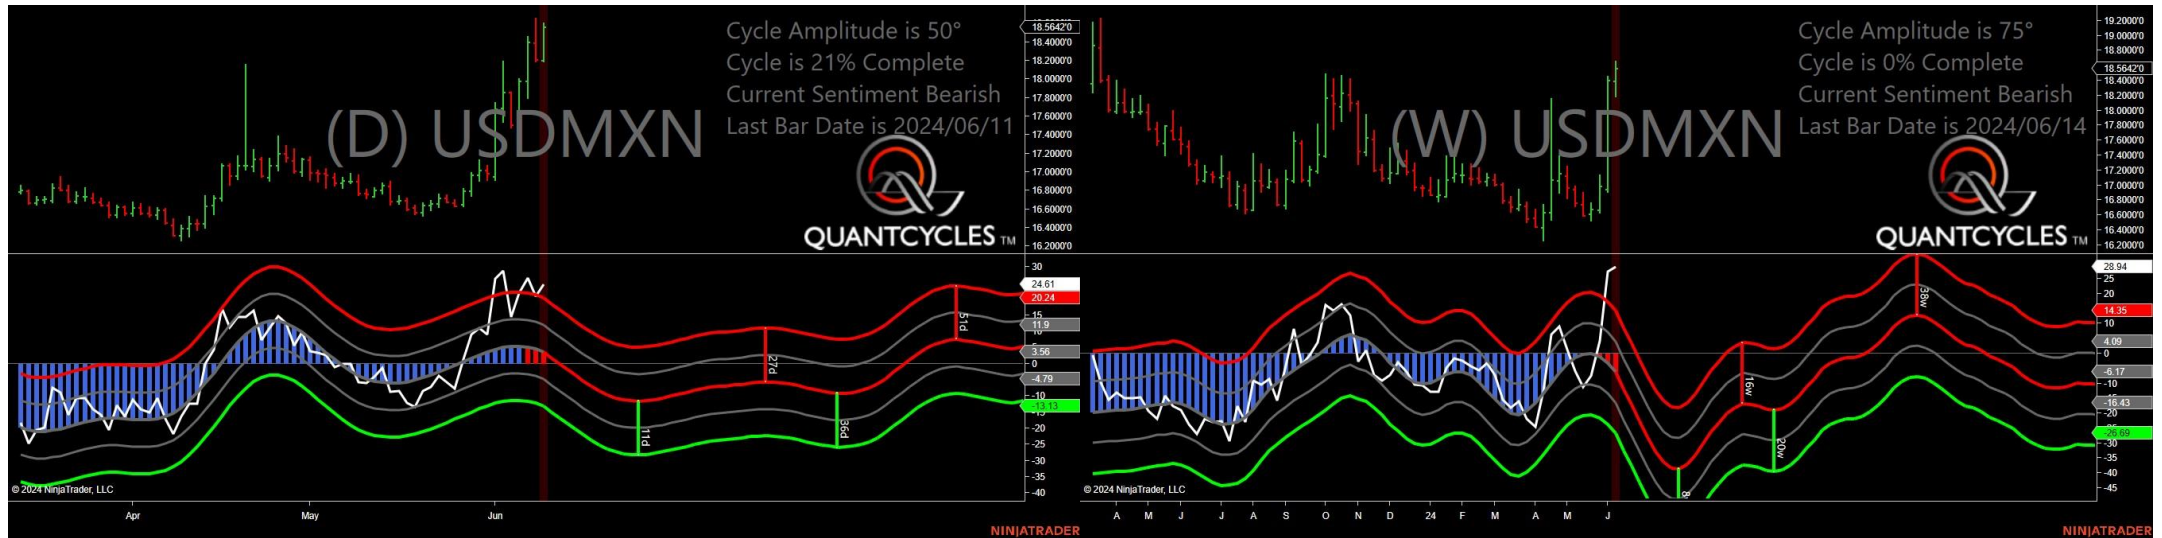 Cycle Amplitude is 50°
Cycle is 21% Complete
Current Sentiment Bearish
Last Bar Date is 2024/06/11
(D) USDMXN
QUANTCYCLES TM
18.5642'0
18.4000'0
18.2000'0
18.0000'0
17.8000'0
17.6000'0
17.4000'0
17.2000'0
17.0000'0
16.8000'0
16.6000'0
16.4000'0
16.2000'0
30
24.61
20.24
15
11.9
5
3.56
0
-4.79
-10
-13.13
-15
-20
-25
-30
-35
-40
11d
27d
36d
51d
© 2024 NinjaTrader, LLC
Apr
May
Jun
NINJATRADER
Cycle Amplitude is 75°
Cycle is 0% Complete
Current Sentiment Bearish
Last Bar Date is 2024/06/14
(W) USDMXN
QUANTCYCLES TM
19.2000'0
19.0000'0
18.8000'0
18.5642'0
18.4000'0
18.2000'0
18.0000'0
17.8000'0
17.6000'0
17.4000'0
17.2000'0
17.0000'0
16.8000'0
16.6000'0
16.4000'0
16.2000'0
28.94
25
20
14.35
10
4.09
0
-6.17
-10
-16.43
-20
-26.69
-30
-35
-40
-45
16w
20w
38w
© 2024 NinjaTrader, LLC
A M J J A S O N D 24 F M A M J
NINJATRADER